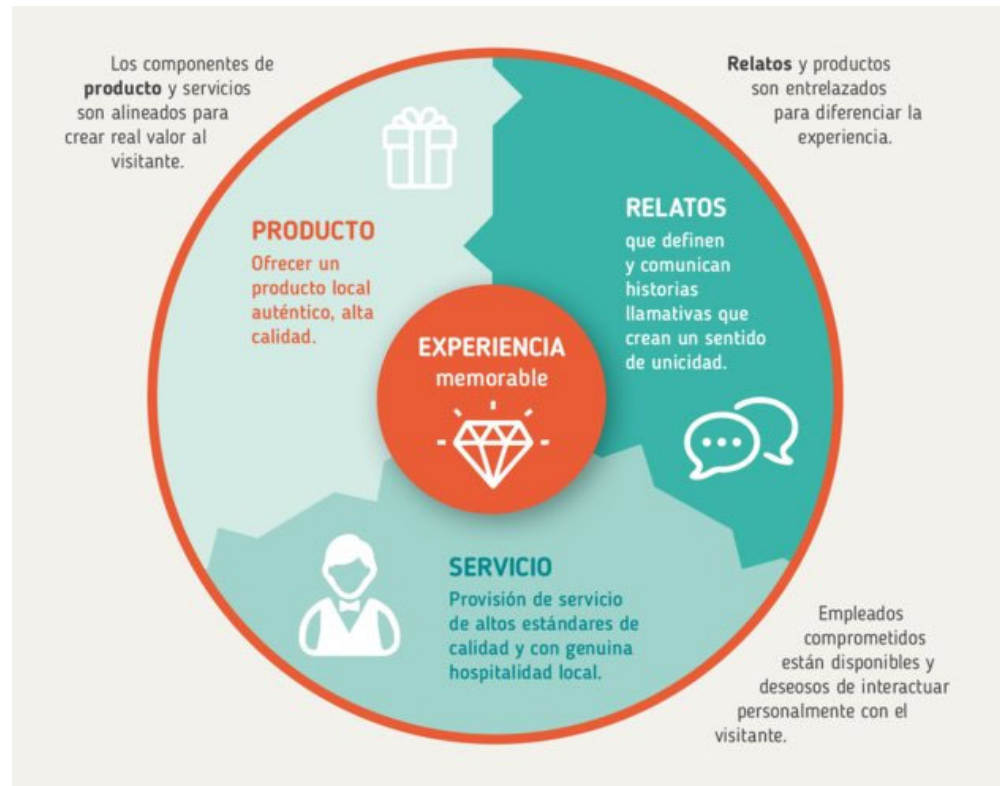 Los componentes de
producto y servicios
son alineados para
crear real valor al
visitante.
Relatos y productos
son entrelazados
para diferenciar la
experiencia.
PRODUCTO
Ofrecer un
producto local
auténtico, alta
calidad.
RELATOS
que definen
y comunican
historias
llamativas que
crean un sentido
de unicidad.
EXPERIENCIA
memorable
SERVICIO
Provisión de servicio
de altos estándares de
calidad y con genuina
hospitalidad local.
Empleados
comprometidos
están disponibles y
deseosos de interactuar
personalmente con el
visitante.